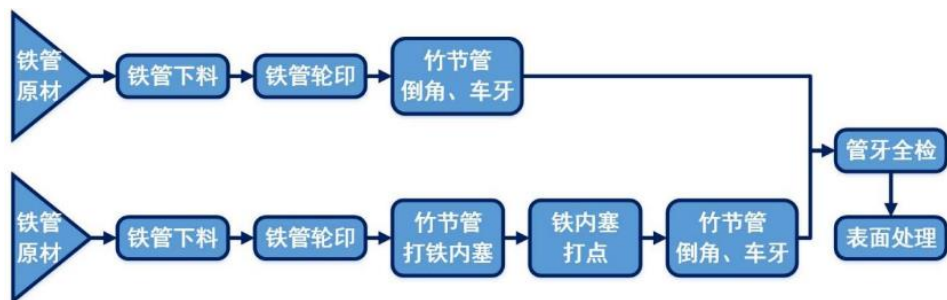 铁管
原材
铁管下料
铁管轮印
竹节管
倒角、车牙
管牙全检
表面处理
铁管
原材
铁管下料
铁管轮印
竹节管
打铁内塞
铁内塞
打点
竹节管
倒角、车牙